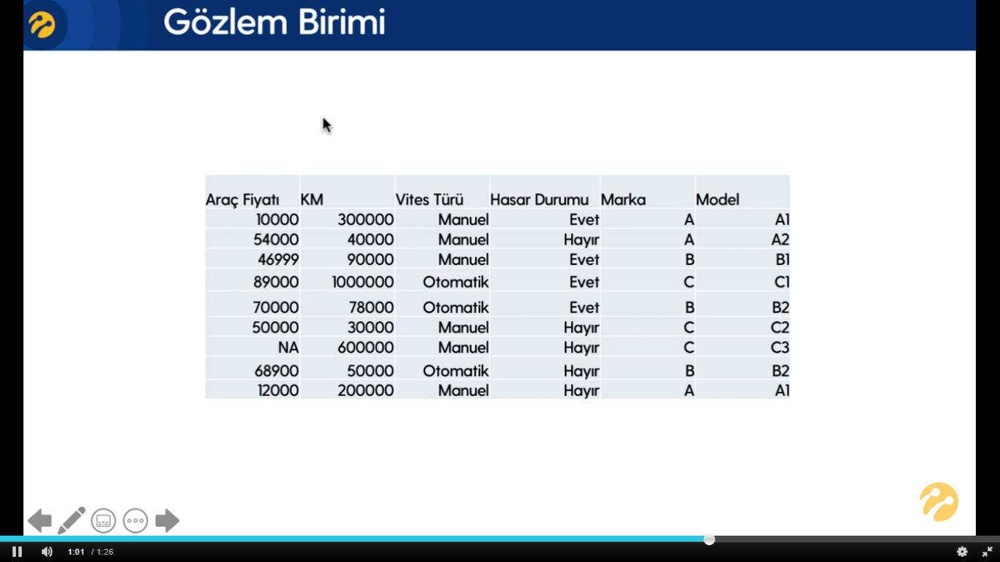 Gözlem Birimi
Araç Fiyatı KM Vites Türü Hasar Durumu Marka Model
10000 300000 Manuel Evet A A1
54000 40000 Manuel Hayır A A2
46999 90000 Manuel Evet B B1
89000 1000000 Otomatik Evet C C1
70000 78000 Otomatik Evet B B2
50000 30000 Manuel Hayır C C2
NA 600000 Manuel Hayır C C3
68900 50000 Otomatik Hayır B B2
12000 200000 Manuel Hayır A A1
1:01 / 1:26